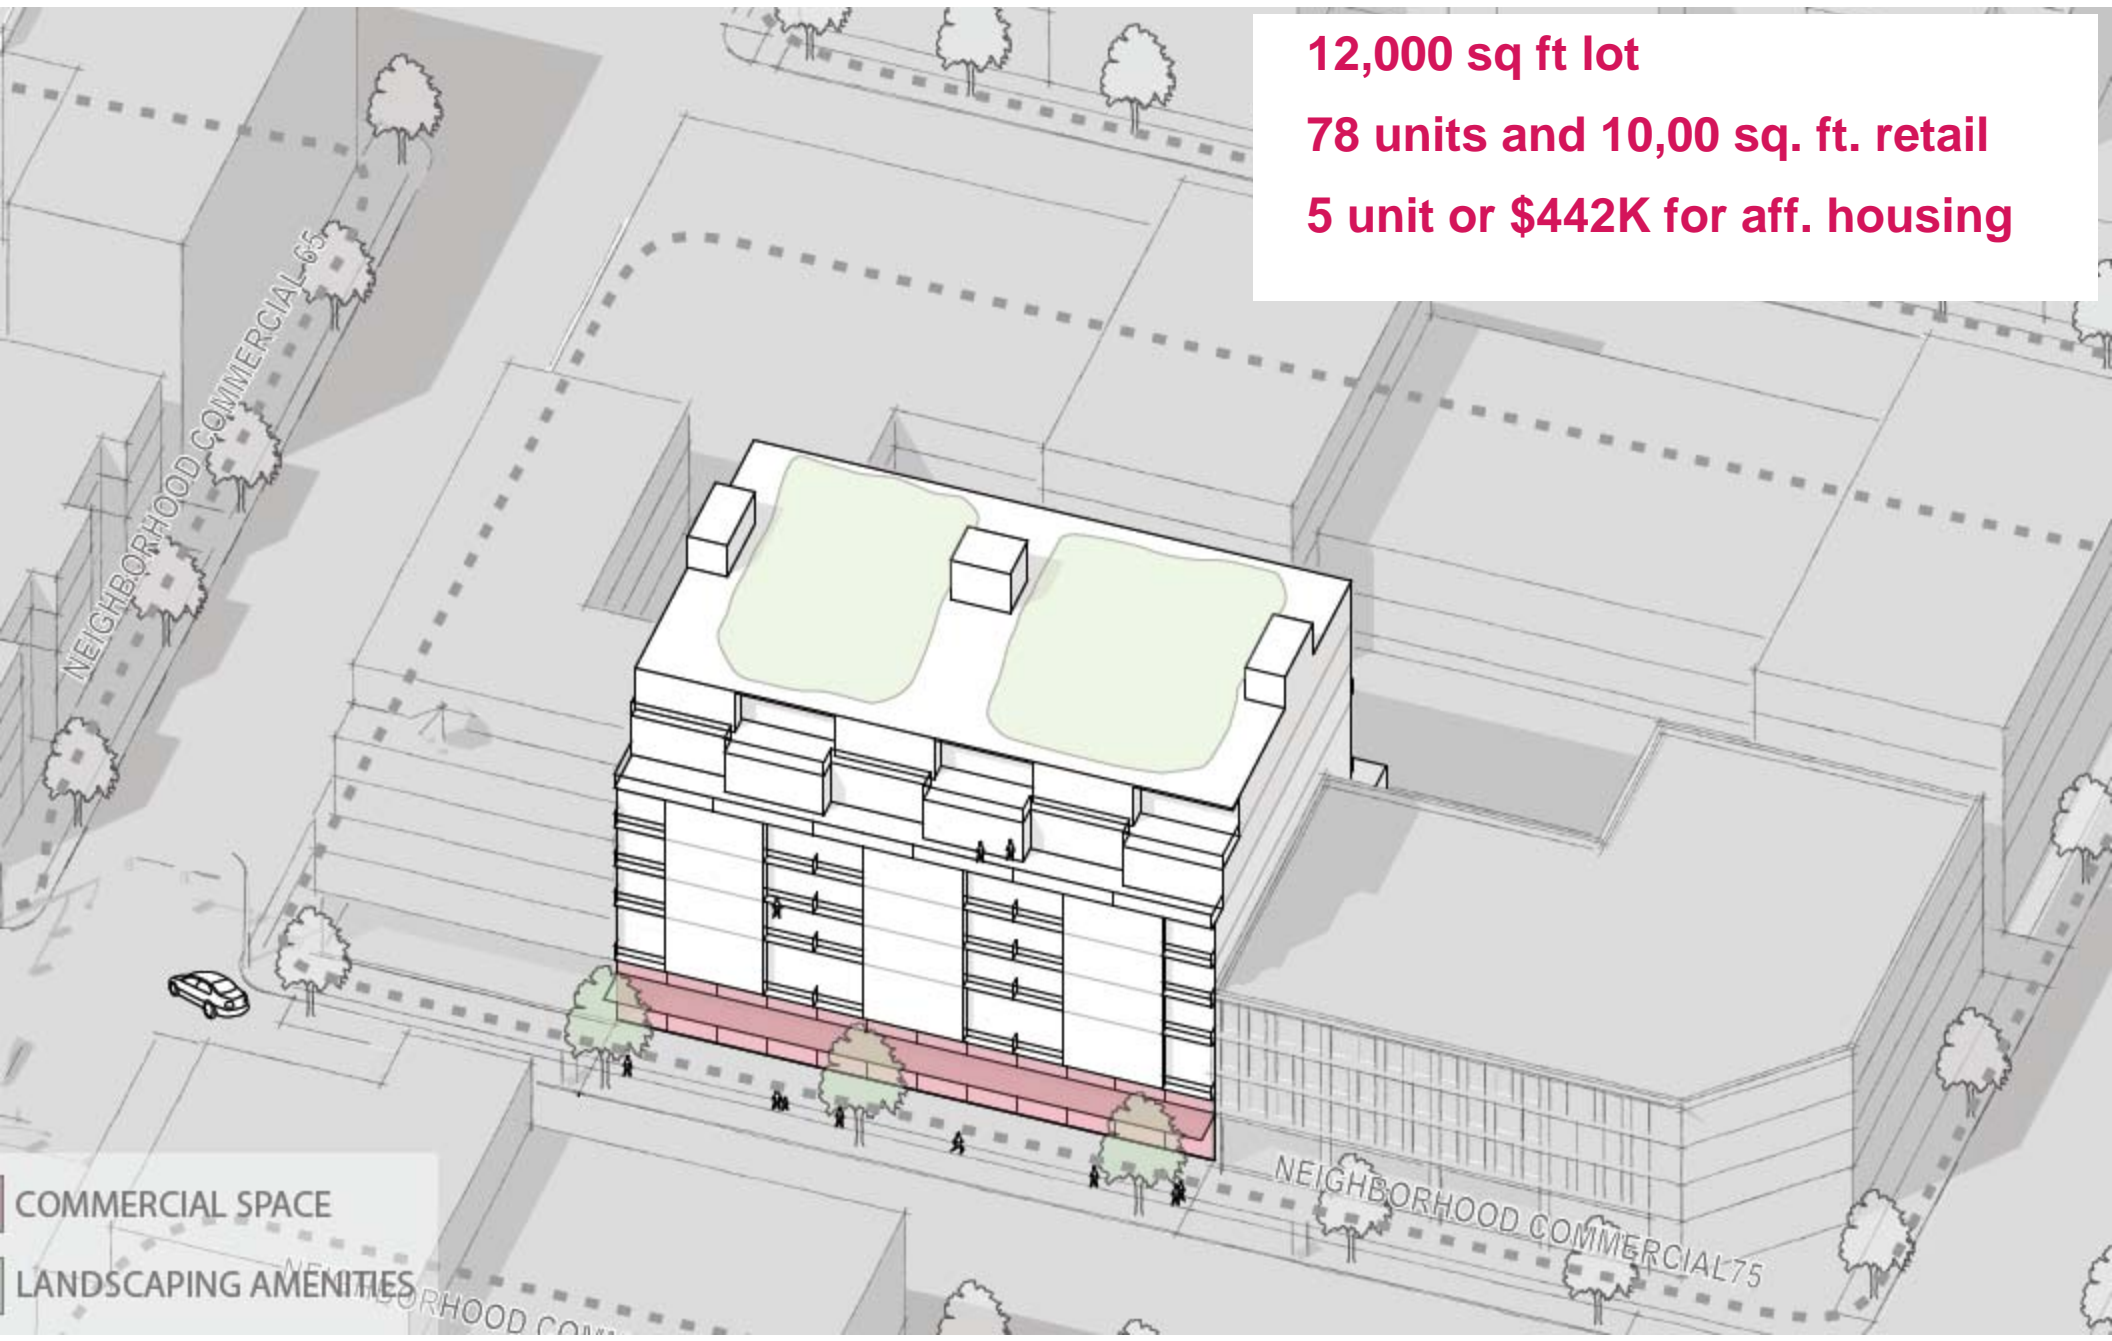 12,000 sq ft lot
78 units and 10,00 sq. ft. retail
5 unit or $442K for aff. housing
NEIGHBORHOOD COMMERCIAL 65
NEIGHBORHOOD COMMERCIAL 75
COMMERCIAL SPACE
LANDSCAPING AMENITIES